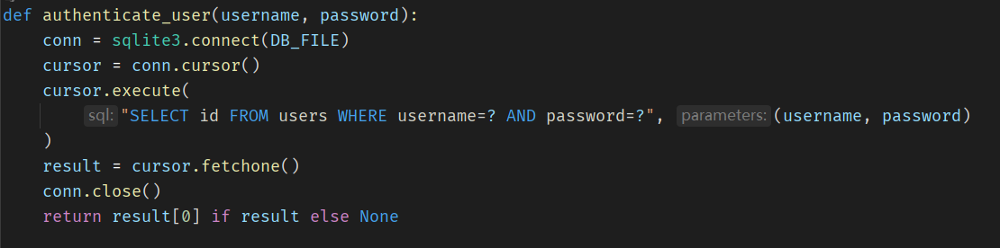 def authenticate_user(username, password):
    conn = sqlite3.connect(DB_FILE)
    cursor = conn.cursor()
    cursor.execute(
        sql: "SELECT id FROM users WHERE username=? AND password=?", parameters: (username, password)
    )
    result = cursor.fetchone()
    conn.close()
    return result[0] if result else None